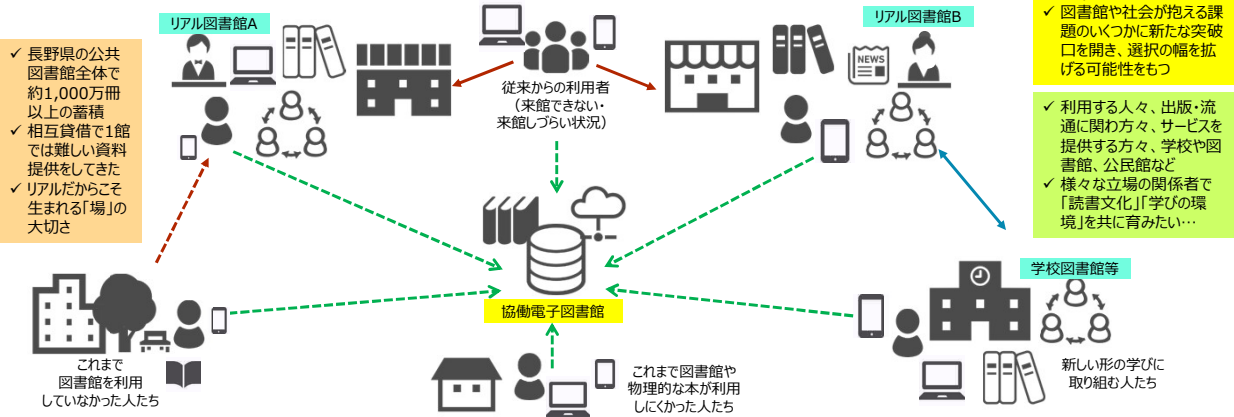 リアル図書館A
✓ 長野県の公共
図書館全体で
約1,000万冊
以上の蓄積
✓ 相互貸借で1館
では難しい資料
提供をしてきた
✓ リアルだからこそ
生まれる「場」の
大切さ
従来からの利用者
（来館できない・
来館しづらい状況）
リアル図書館B
NEWS
✓ 図書館や社会が抱える課
題のいくつかに新たな突破
口を開き、選択の幅を拡
げる可能性をもつ
✓ 利用する人々、出版・流
通に関わ方々、サービスを
提供する方々、学校や図
書館、公民館など
✓ 様々な立場の関係者で
「読書文化」「学びの環
境」を共に育みたい…
協働電子図書館
学校図書館等
これまで
図書館を利用
していなかった人たち
これまで図書館や
物理的な本が利用
しにくかった人たち
新しい形の学びに
取り組む人たち